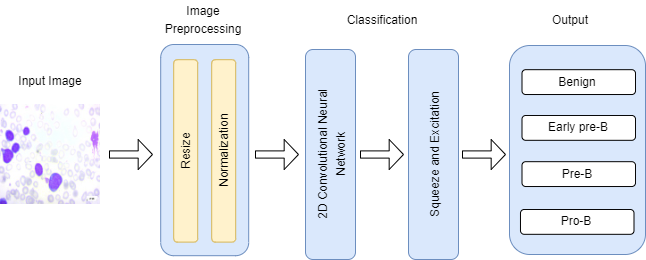 Image
Preprocessing
Classification
Output
Input Image
Resize
Normalization
2D Convolutional Neural
Network
Squeeze and Excitation
Benign
Early pre-B
Pre-B
Pro-B